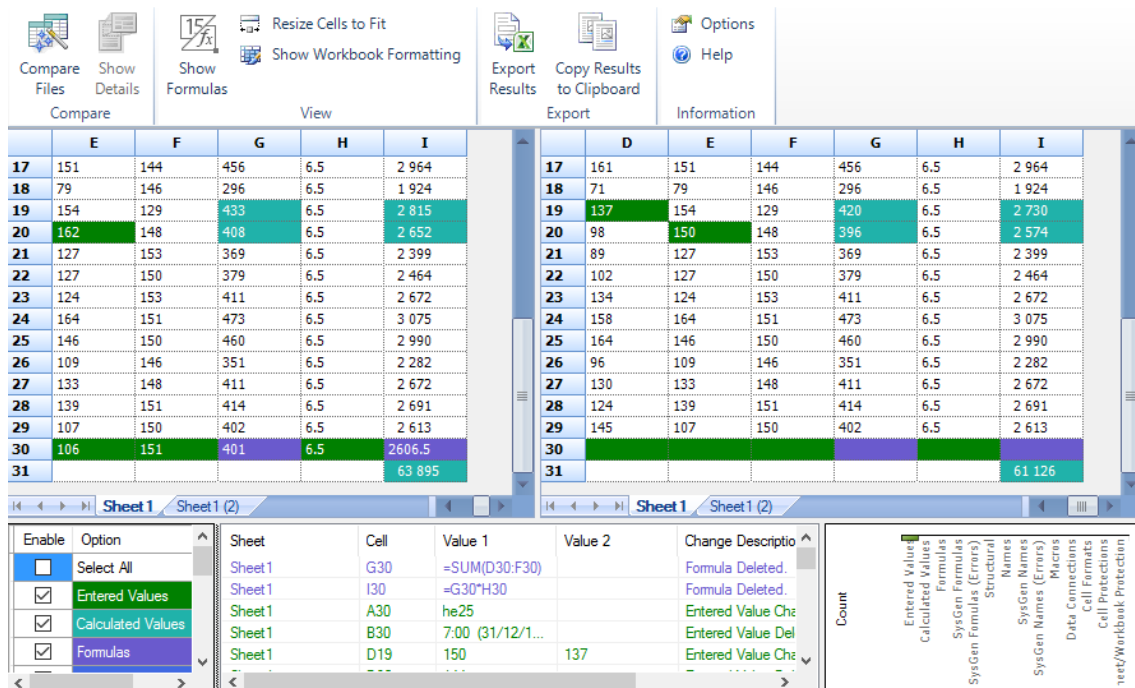 Compare Files
Show Details
Compare
Show Formulas
Resize Cells to Fit
Show Workbook Formatting
View
Export Results
Copy Results to Clipboard
Export
Options
Help
Information
E F G H I
17 151 144 456 6.5 2 964
18 79 146 296 6.5 1 924
19 154 129 433 6.5 2 815
20 162 148 408 6.5 2 652
21 127 153 369 6.5 2 399
22 127 150 379 6.5 2 464
23 124 153 411 6.5 2 672
24 164 151 473 6.5 3 075
25 146 150 460 6.5 2 990
26 109 146 351 6.5 2 282
27 133 148 411 6.5 2 672
28 139 151 414 6.5 2 691
29 107 150 402 6.5 2 613
30 106 151 401 6.5 2606.5
31 63 895
Sheet1 Sheet1 (2)
D E F G H I
17 161 151 144 456 6.5 2 964
18 71 79 146 296 6.5 1 924
19 137 154 129 420 6.5 2 730
20 98 150 148 396 6.5 2 574
21 89 127 153 369 6.5 2 399
22 102 127 150 379 6.5 2 464
23 134 124 153 411 6.5 2 672
24 158 164 151 473 6.5 3 075
25 164 146 150 460 6.5 2 990
26 96 109 146 351 6.5 2 282
27 130 133 148 411 6.5 2 672
28 124 139 151 414 6.5 2 691
29 145 107 150 402 6.5 2 613
30
31 61 126
Sheet1 Sheet1 (2)
Enable Option
Select All
Entered Values
Calculated Values
Formulas
Sheet Cell Value 1 Value 2 Change Descriptio
Sheet1 G30 =SUM(D30:F30) Formula Deleted.
Sheet1 I30 =G30*H30 Formula Deleted.
Sheet1 A30 he25 Entered Value Cha
Sheet1 B30 7:00 (31/12/1... Entered Value Del
Sheet1 D19 150 137 Entered Value Cha
Count
Entered Values
Calculated Values
Formulas
SysGen Formulas
SysGen Fomulas (Errors)
Structural
Names
SysGen Names
SysGen Names (Errors)
Macros
Data Connections
Cell Formats
Cell Protections
heet/Workbook Protection